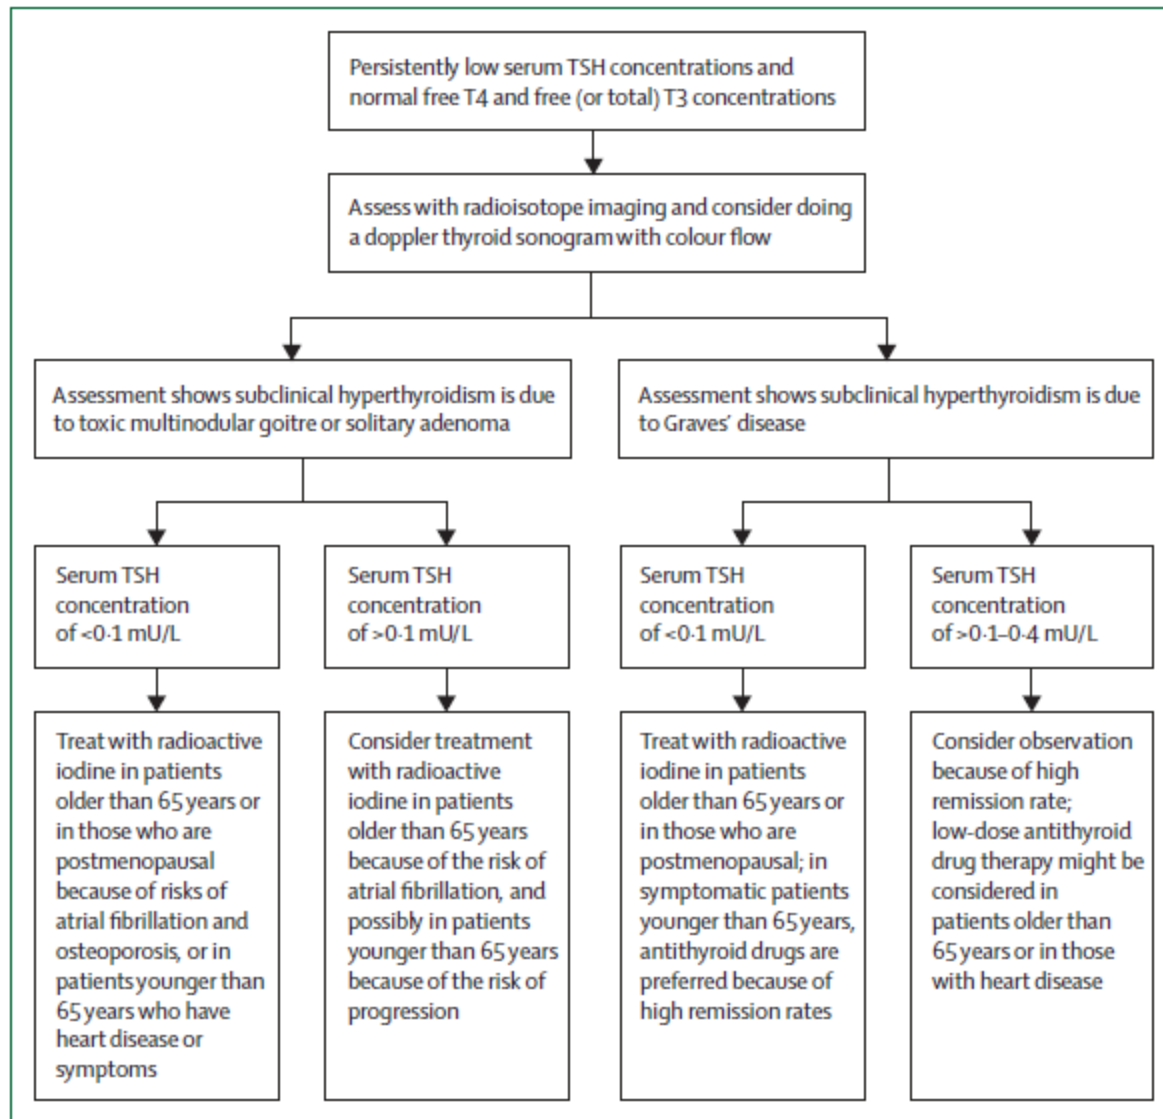 Persistently low serum TSH concentrations and
normal free T4 and free (or total) T3 concentrations
Assess with radioisotope imaging and consider doing
a doppler thyroid sonogram with colour flow
Assessment shows subclinical hyperthyroidism is due
to toxic multinodular goitre or solitary adenoma
Assessment shows subclinical hyperthyroidism is due
to Graves' disease
Serum TSH
concentration
of <0·1 mU/L
Serum TSH
concentration
of >0·1 mU/L
Serum TSH
concentration
of <0·1 mU/L
Serum TSH
concentration
of >0·1–0·4 mU/L
Treat with radioactive
iodine in patients
older than 65 years or
in those who are
postmenopausal
because of risks of
atrial fibrillation and
osteoporosis, or in
patients younger than
65 years who have
heart disease or
symptoms
Consider treatment
with radioactive
iodine in patients
older than 65 years
because of the risk of
atrial fibrillation, and
possibly in patients
younger than 65 years
because of the risk of
progression
Treat with radioactive
iodine in patients
older than 65 years or
in those who are
postmenopausal; in
symptomatic patients
younger than 65 years,
antithyroid drugs are
preferred because of
high remission rates
Consider observation
because of high
remission rate;
low-dose antithyroid
drug therapy might be
considered in
patients older than
65 years or in those
with heart disease